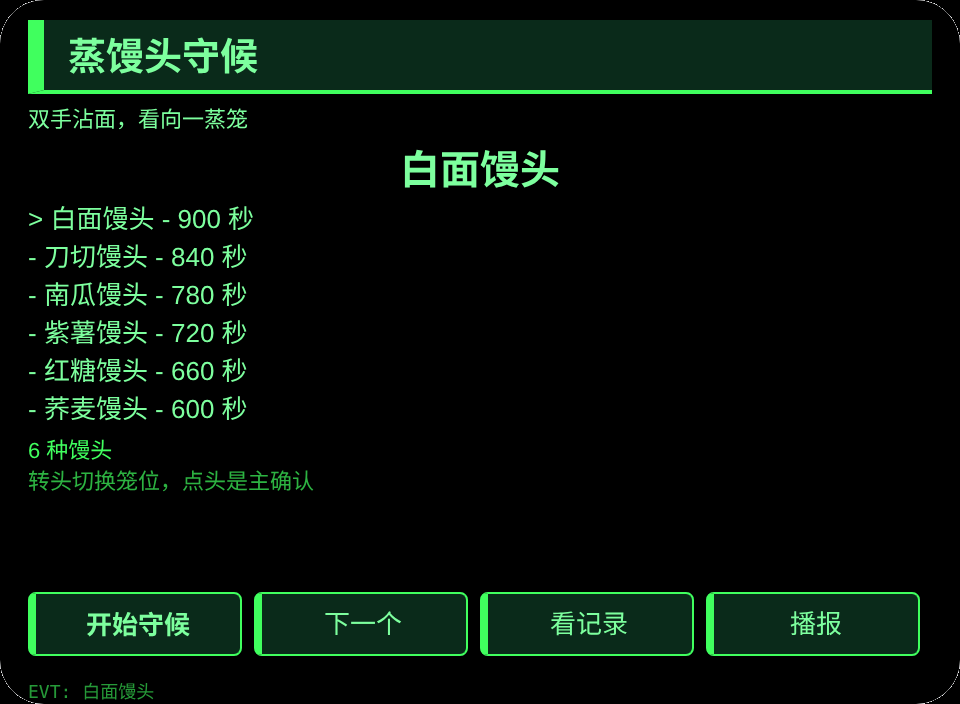 蒸馒头守候
双手沾面，看向一蒸笼
白面馒头
> 白面馒头 - 900 秒
- 刀切馒头 - 840 秒
- 南瓜馒头 - 780 秒
- 紫薯馒头 - 720 秒
- 红糖馒头 - 660 秒
- 荞麦馒头 - 600 秒
6 种馒头
转头切换笼位，点头是主确认
开始守候
下一个
看记录
播报
EVT: 白面馒头